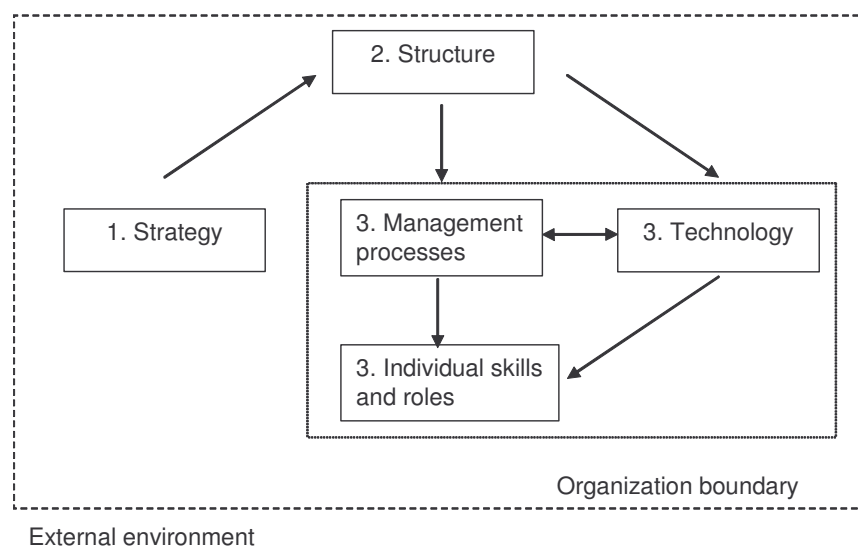 2. Structure
1. Strategy
3. Management
processes
3. Technology
3. Individual skills
and roles
Organization boundary
External environment